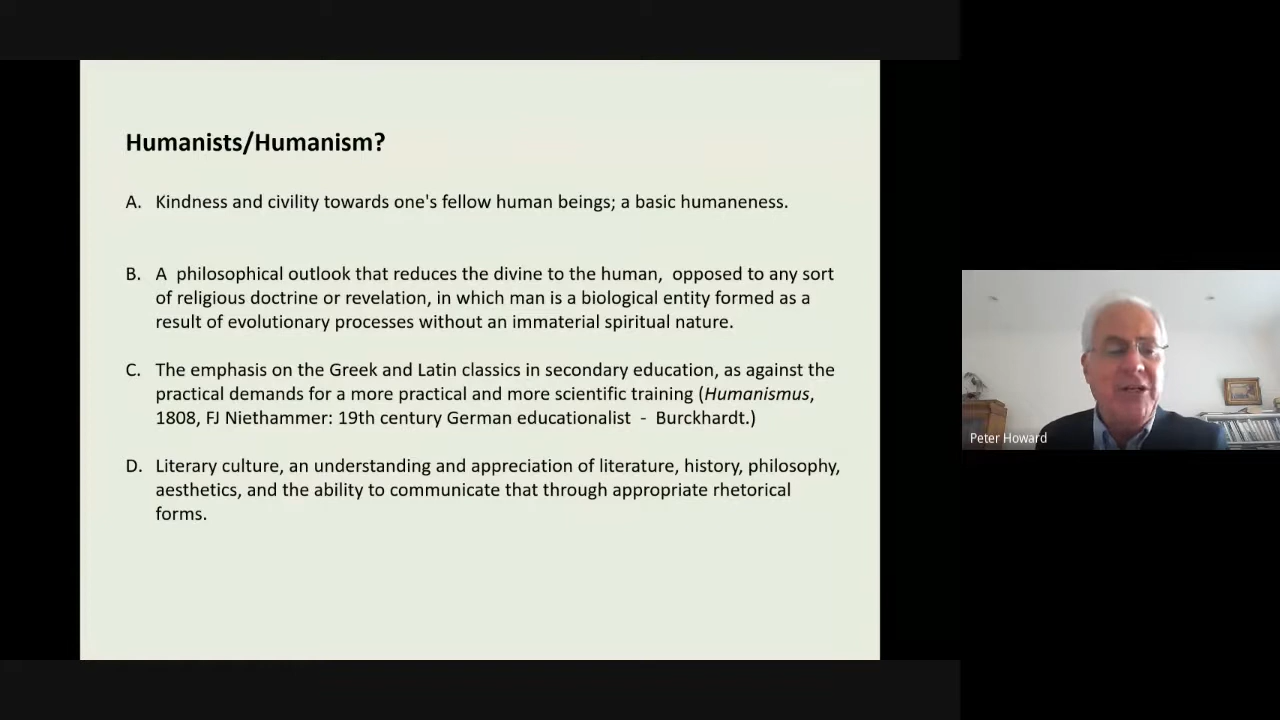 Humanists/Humanism?
A. Kindness and civility towards one's fellow human beings; a basic humaneness.
B. A philosophical outlook that reduces the divine to the human, opposed to any sort
of religious doctrine or revelation, in which man is a biological entity formed as a
result of evolutionary processes without an immaterial spiritual nature.
C. The emphasis on the Greek and Latin classics in secondary education, as against the
practical demands for a more practical and more scientific training (Humanismus,
1808, FJ Niethammer: 19th century German educationalist - Burckhardt.)
D. Literary culture, an understanding and appreciation of literature, history, philosophy,
aesthetics, and the ability to communicate that through appropriate rhetorical
forms.
Peter Howard